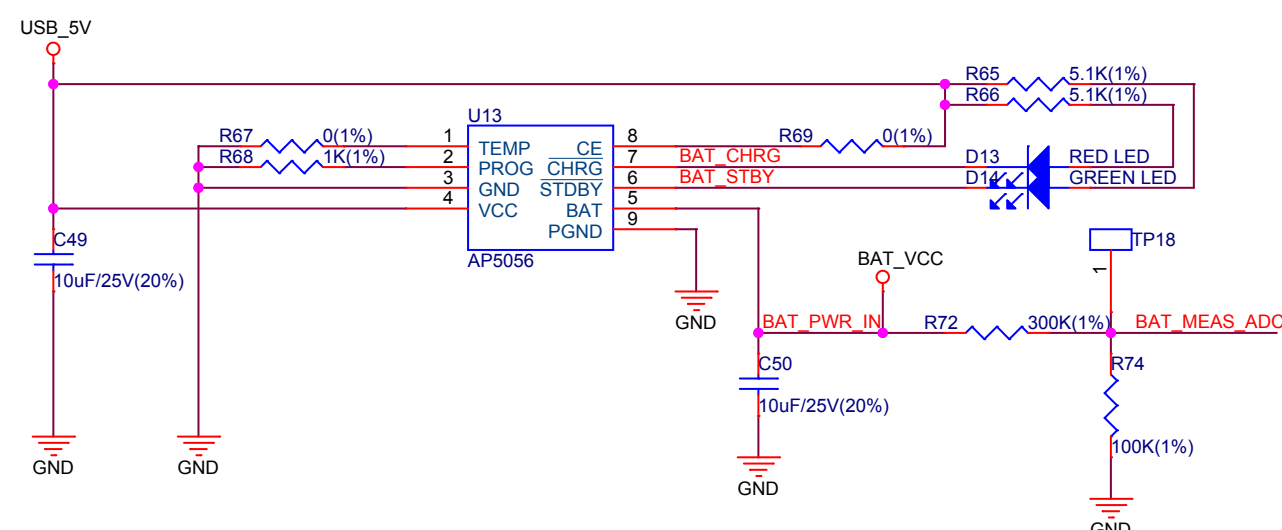 USB_5V
R65 5.1K(1%)
R66 5.1K(1%)
U13
R67 0(1%) 1 TEMP CE 8 R69 0(1%)
R68 1K(1%) 2 PROG CHRG 7 BAT_CHRG D13 RED LED
3 GND STDBY 6 BAT_STBY D14 GREEN LED
4 VCC BAT 5
PGND 9
AP5056
C49
10uF/25V(20%)
TP18
1
BAT_VCC
GND
BAT_PWR_IN R72 300K(1%) BAT_MEAS_ADC
C50
10uF/25V(20%)
R74
100K(1%)
GND
GND
GND
GND